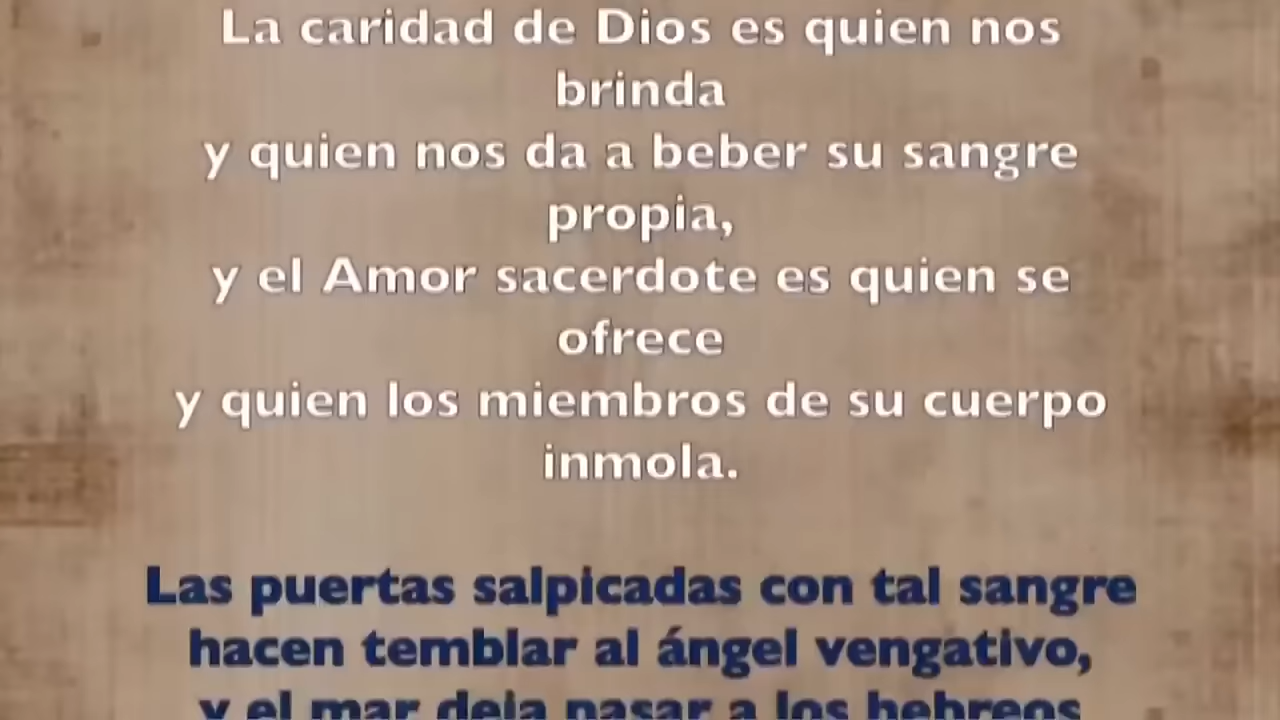 La caridad de Dios es quien nos
brinda
y quien nos da a beber su sangre
propia,
y el Amor sacerdote es quien se
ofrece
y quien los miembros de su cuerpo
inmola.
Las puertas salpicadas con tal sangre
hacen temblar al ángel vengativo,
y el mar deja pasar a los hebreos